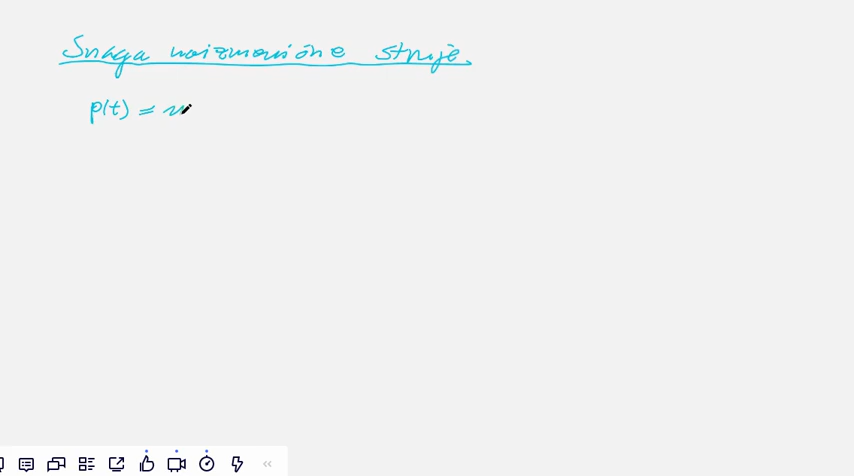 Snaga naizmenične struje.
p(t) = u